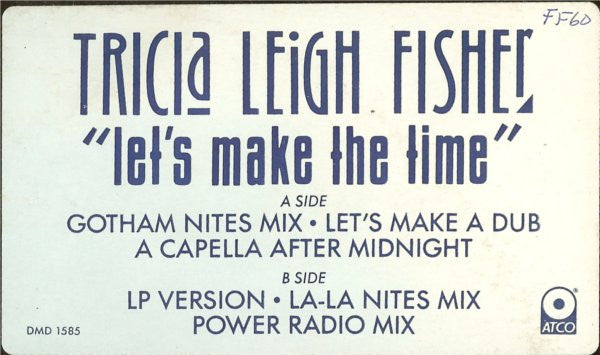 FF60
TRICIA LEIGH FISHER
"let's make the time"
A SIDE
GOTHAM NITES MIX • LET'S MAKE A DUB
A CAPELLA AFTER MIDNIGHT
B SIDE
LP VERSION • LA-LA NITES MIX
POWER RADIO MIX
DMD 1585
®
ATCO